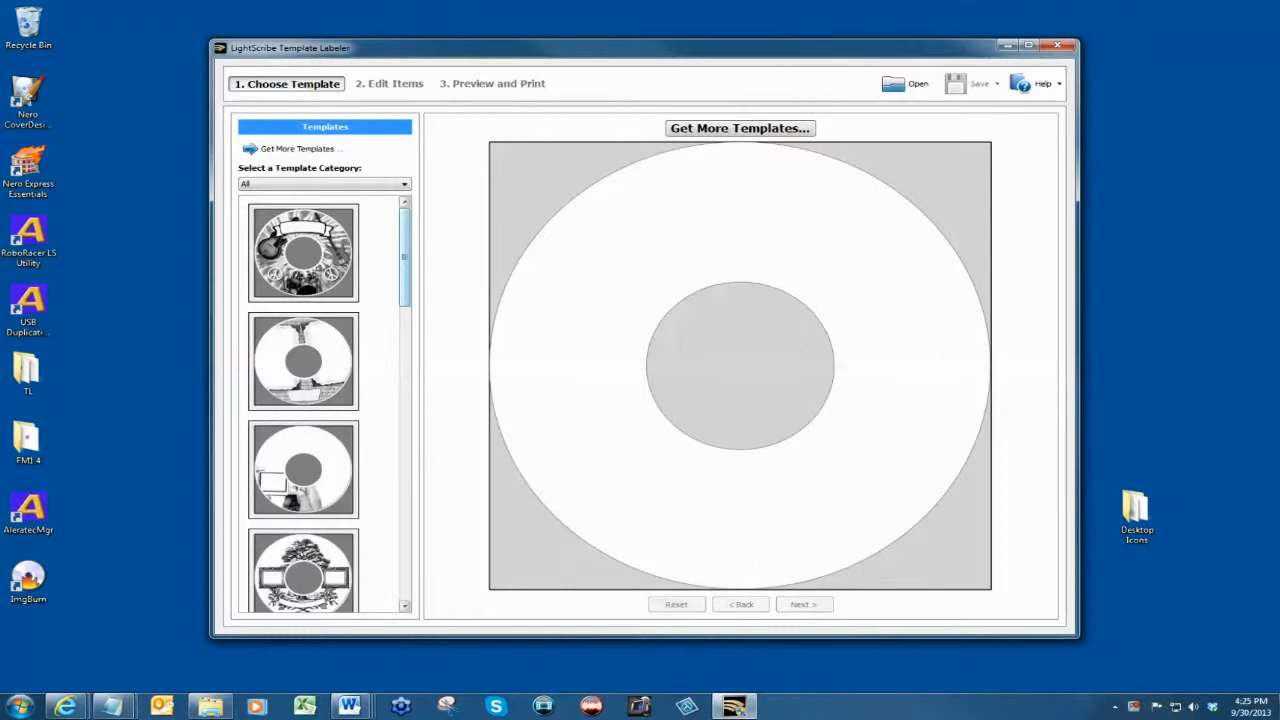 Recycle Bin
Nero
CoverDesi...
Nero Express
Essentials
RoboRacer LS
Utility
USB
Duplicati...
TL
FM1.4
AleratecMgr
ImgBurn
LightScribe Template Labeler
1. Choose Template
2. Edit Items
3. Preview and Print
Open
Save
Help
Templates
Get More Templates ...
Select a Template Category:
All
Get More Templates...
Reset
< Back
Next >
Desktop
Icons
4:25 PM
9/30/2013